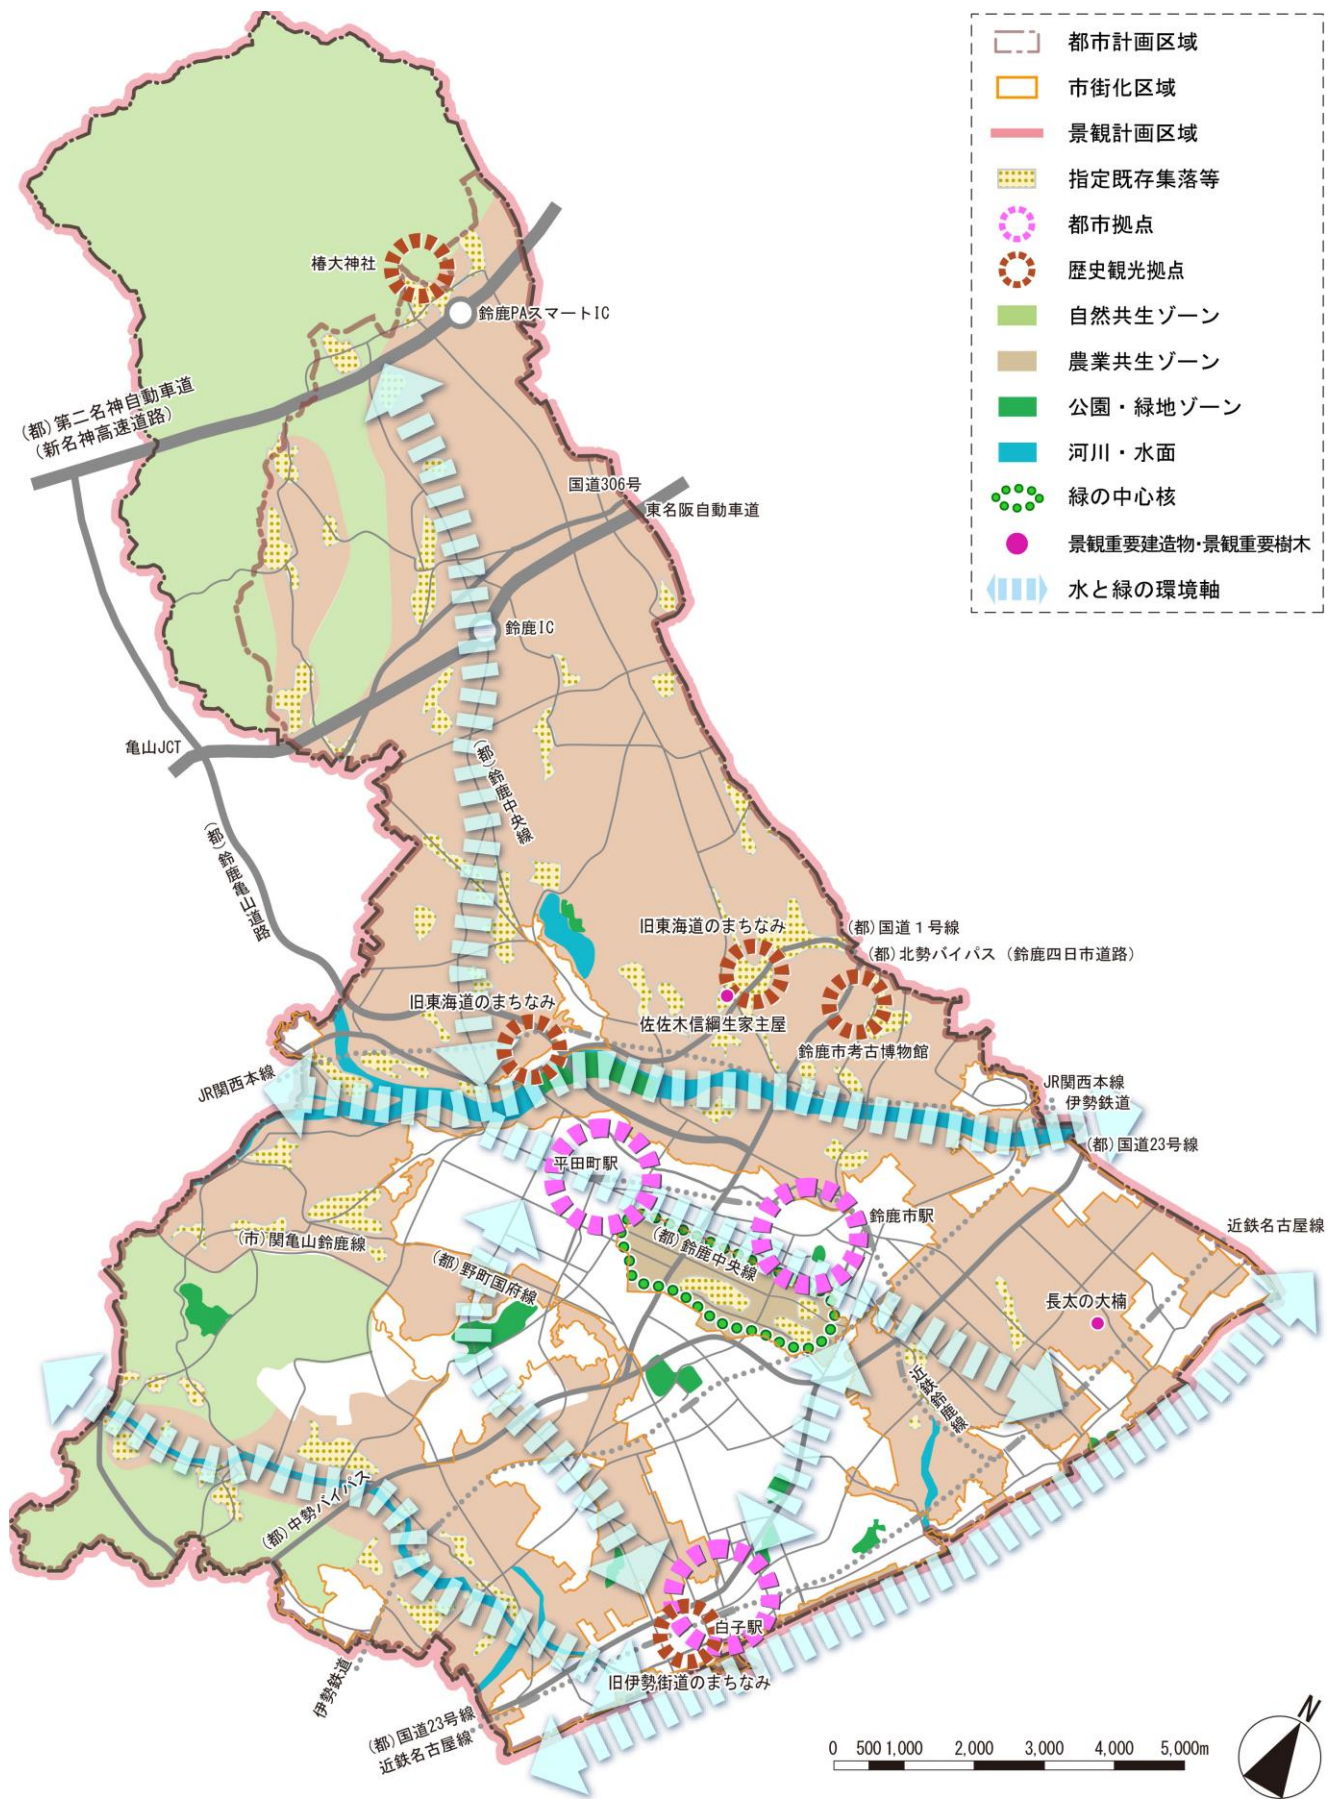 都市計画区域
市街化区域
景観計画区域
指定既存集落等
都市拠点
歴史観光拠点
自然共生ゾーン
農業共生ゾーン
公園・緑地ゾーン
河川・水面
緑の中心核
景観重要建造物・景観重要樹木
水と緑の環境軸
椿大神社
鈴鹿PAスマートIC
(都)第二名神自動車道
(新名神高速道路)
国道306号
東名阪自動車道
鈴鹿IC
亀山JCT
(都)鈴鹿中央線
(都)鈴鹿亀山道路
旧東海道のまちなみ
(都)国道1号線
(都)北勢バイパス(鈴鹿四日市道路)
旧東海道のまちなみ
佐佐木信綱生家主屋
鈴鹿市考古博物館
JR関西本線
JR関西本線
伊勢鉄道
(都)国道23号線
平田町駅
鈴鹿市駅
近鉄名古屋線
(市)関亀山鈴鹿線
(都)野町国府線
(都)鈴鹿中央線
長太の大楠
近鉄鈴鹿線
(都)中勢バイパス
白子駅
旧伊勢街道のまちなみ
伊勢鉄道
(都)国道23号線
近鉄名古屋線
0 500 1,000 2,000 3,000 4,000 5,000m
N